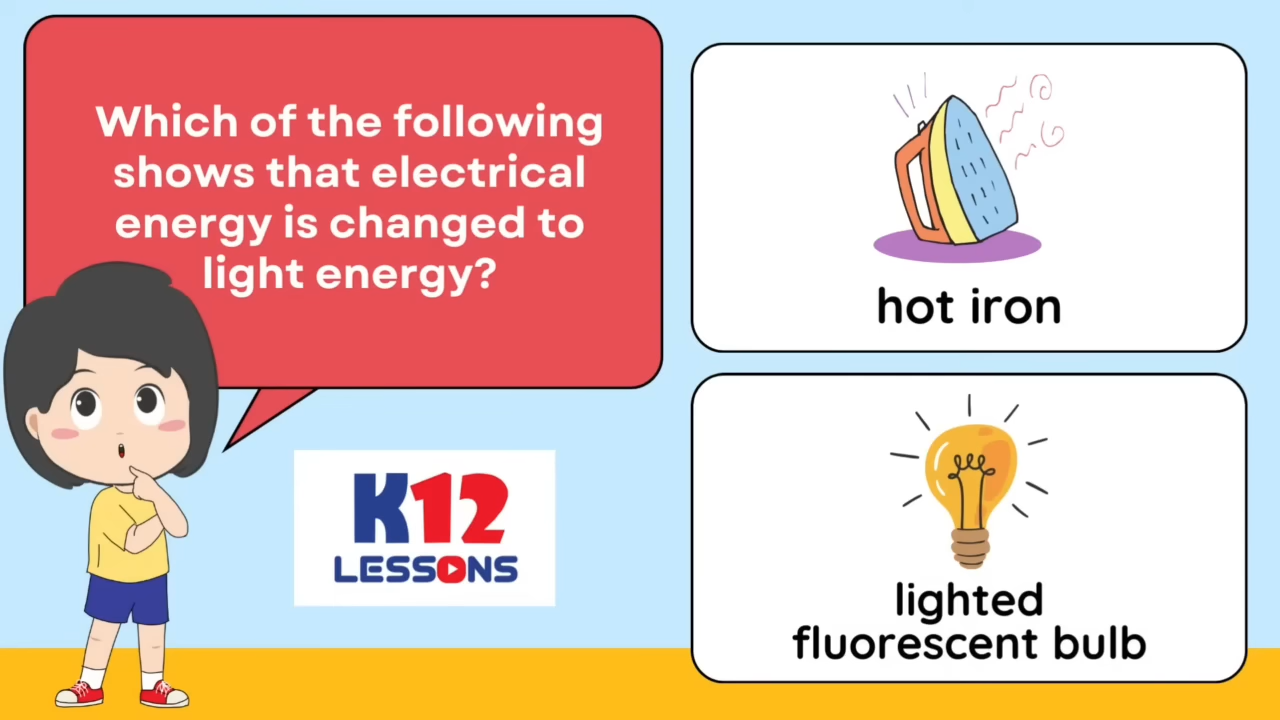 Which of the following
shows that electrical
energy is changed to
light energy?
K12
LESSONS
hot iron
lighted
fluorescent bulb